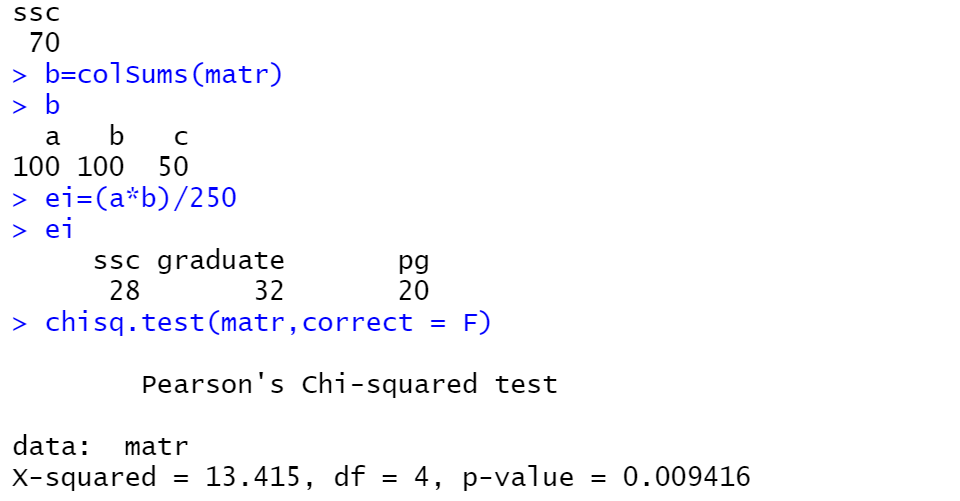 ssc
70
> b=colSums(matr)
> b
a b c
100 100 50
> ei=(a*b)/250
> ei
ssc graduate pg
28 32 20
> chisq.test(matr,correct = F)
Pearson's Chi-squared test
data: matr
X-squared = 13.415, df = 4, p-value = 0.009416